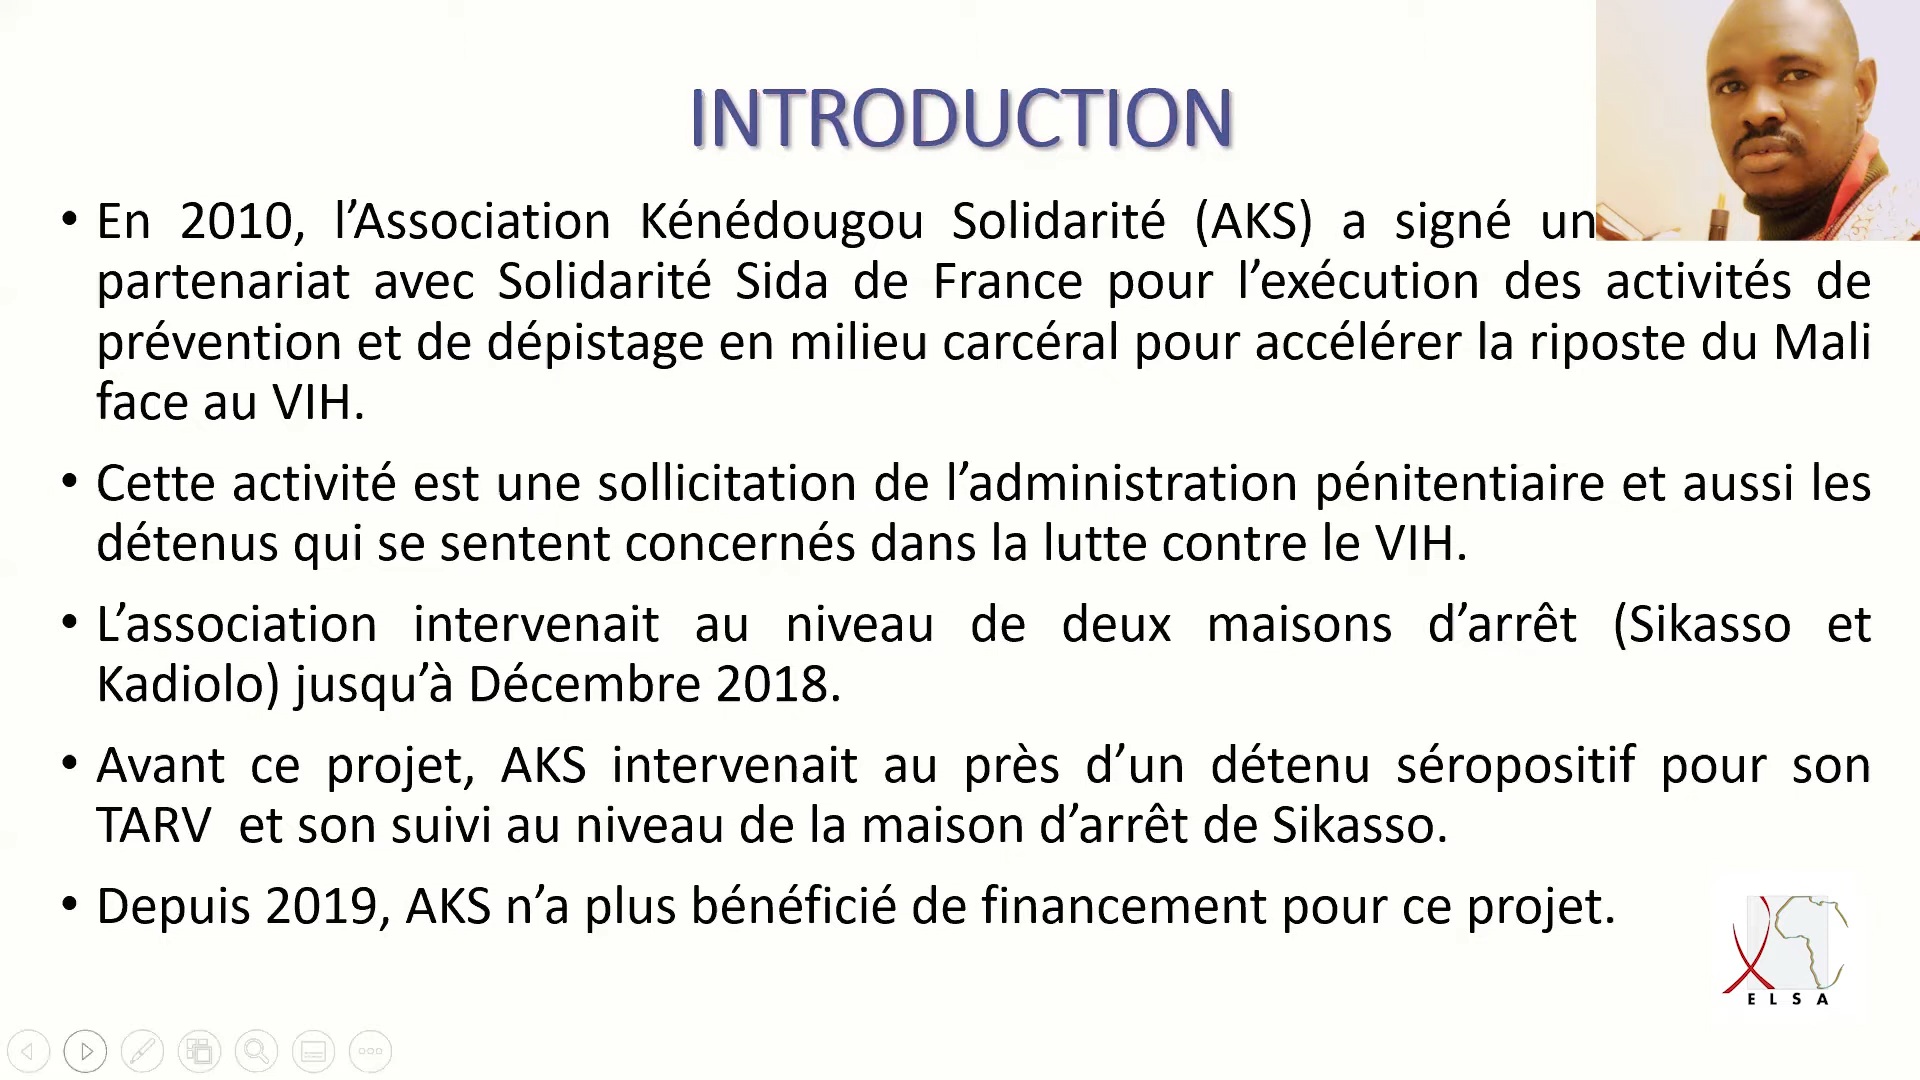 INTRODUCTION
• En 2010, l’Association Kénédougou Solidarité (AKS) a signé un
partenariat avec Solidarité Sida de France pour l’exécution des activités de
prévention et de dépistage en milieu carcéral pour accélérer la riposte du Mali
face au VIH.
• Cette activité est une sollicitation de l’administration pénitentiaire et aussi les
détenus qui se sentent concernés dans la lutte contre le VIH.
• L’association intervenait au niveau de deux maisons d’arrêt (Sikasso et
Kadiolo) jusqu’à Décembre 2018.
• Avant ce projet, AKS intervenait au près d’un détenu séropositif pour son
TARV et son suivi au niveau de la maison d’arrêt de Sikasso.
• Depuis 2019, AKS n’a plus bénéficié de financement pour ce projet.
ELSA